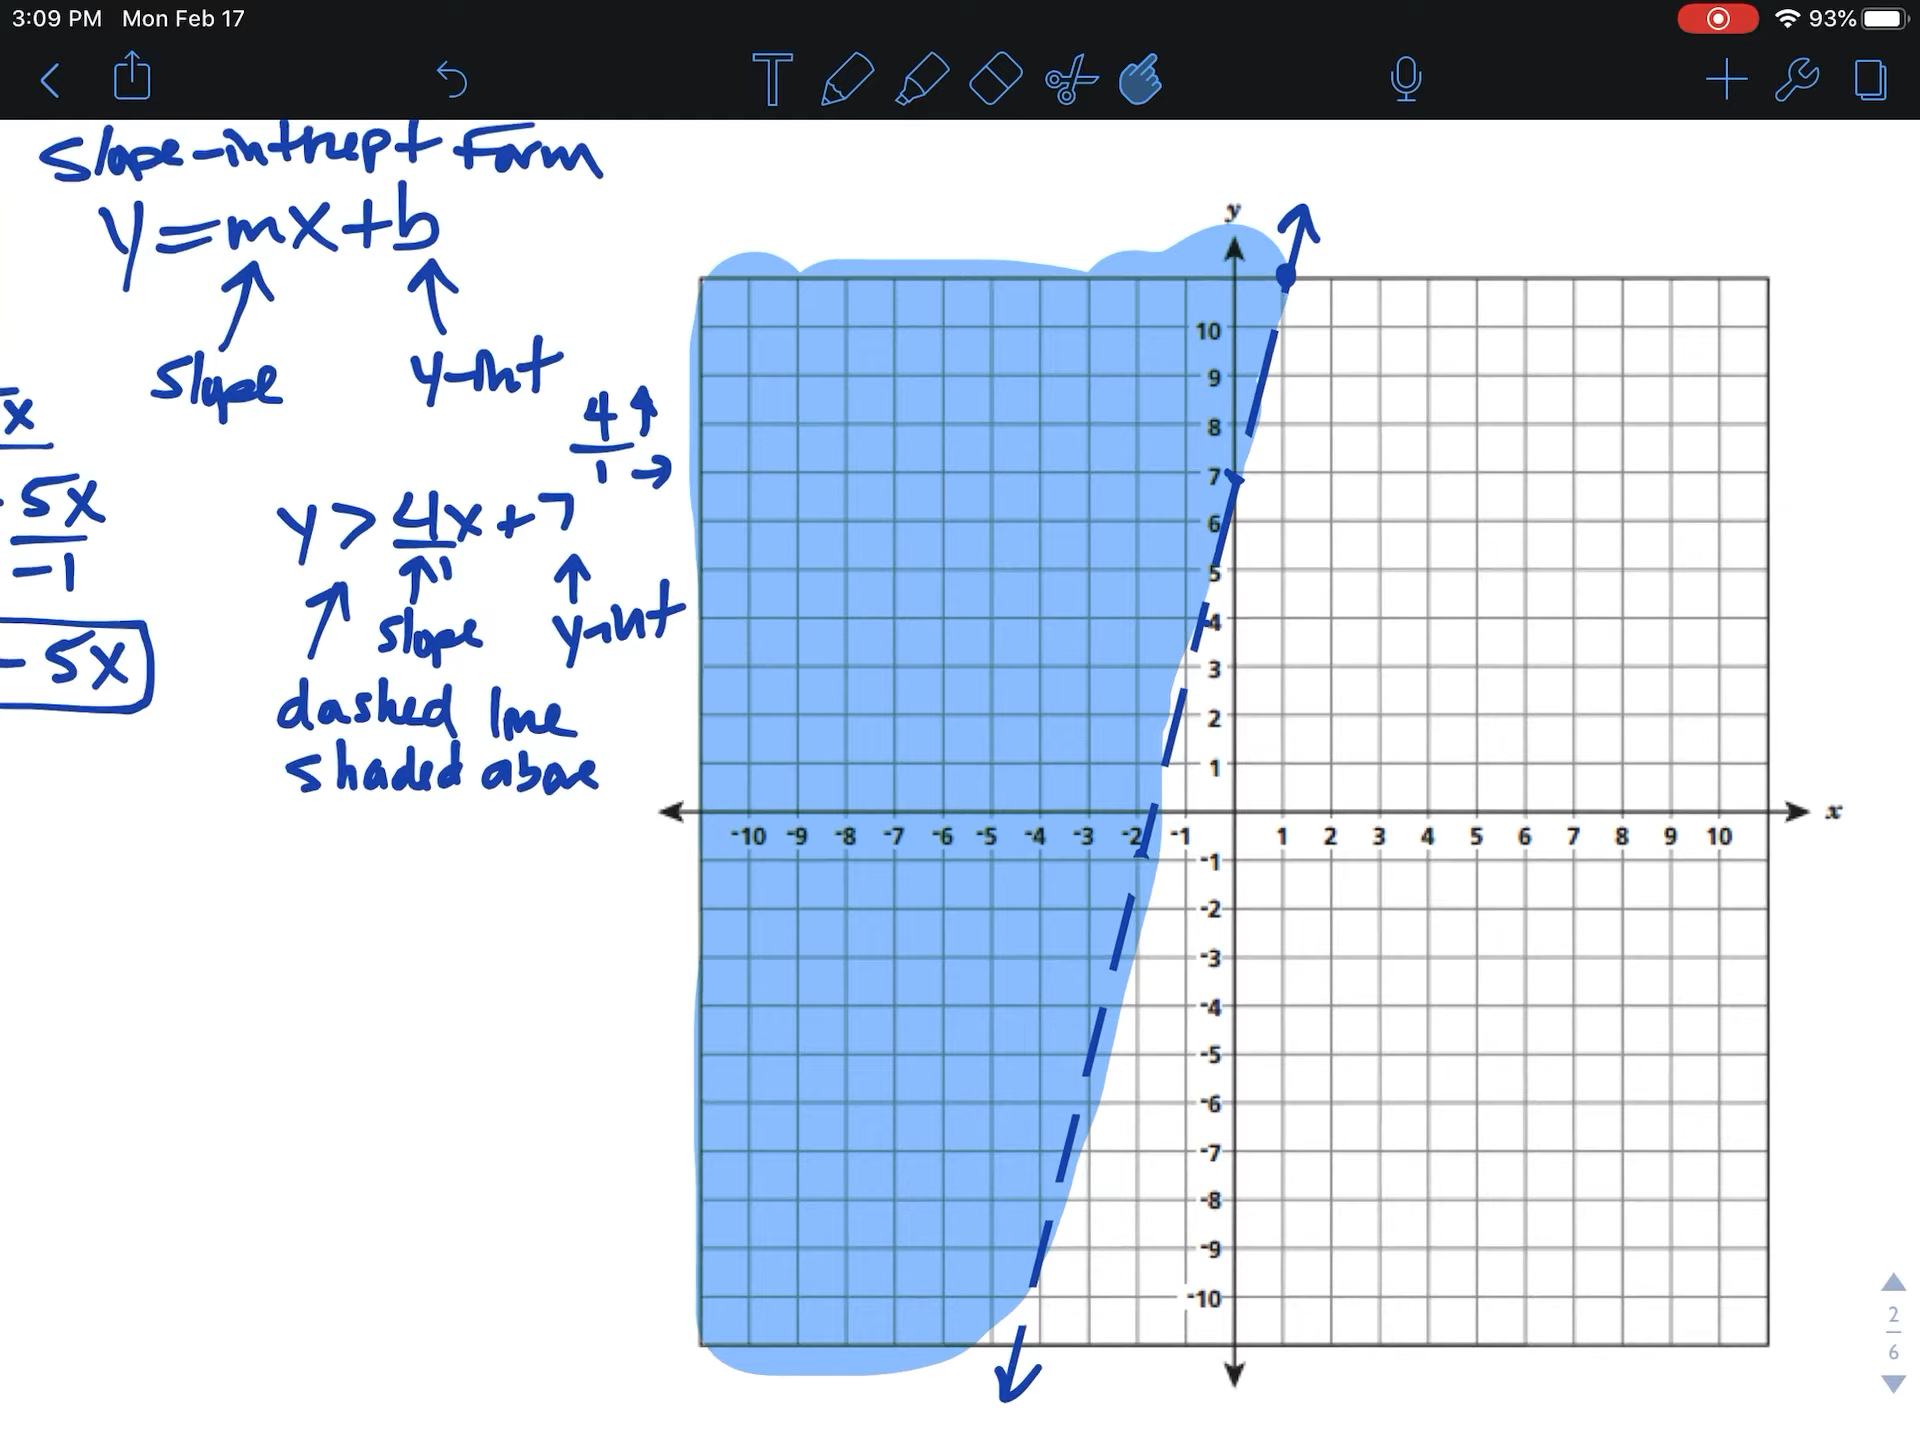 3:09 PM Mon Feb 17
93%
T
Slope-inthept Form
y=mx+b
slope
y-int
x
5x
-1
- 5x
4
1
y > 4x+7
1
slope
y-int
dashed line
shaded above
y
10
9
8
7
6
5
4
3
2
1
-10 -9 -8 -7 -6 -5 -4 -3 -2 -1 1 2 3 4 5 6 7 8 9 10
x
-1
-2
-3
-4
-5
-6
-7
-8
-9
-10
2
6